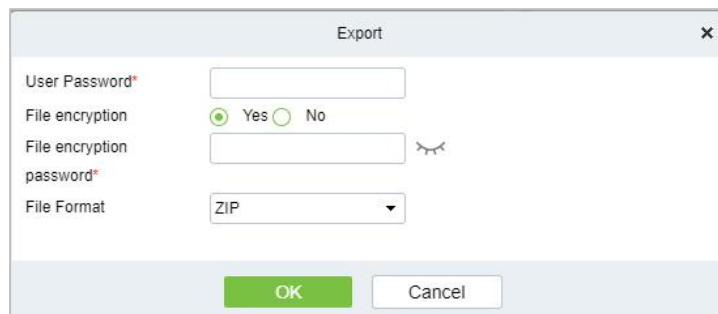 Export ×
User Password*
File encryption Yes No
File encryption
password*
File Format ZIP
OK Cancel